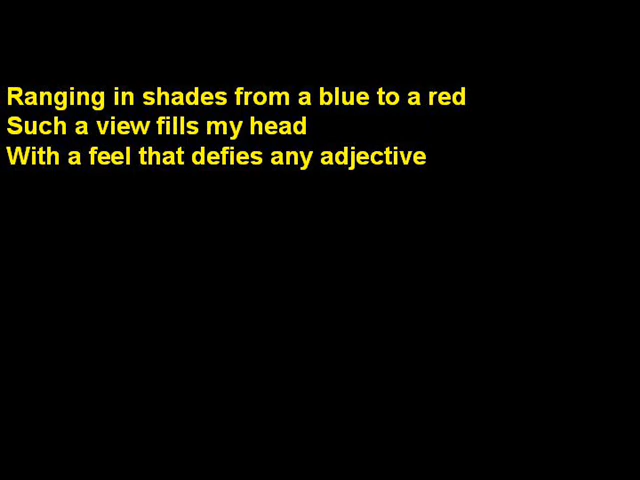 Ranging in shades from a blue to a red
Such a view fills my head
With a feel that defies any adjective